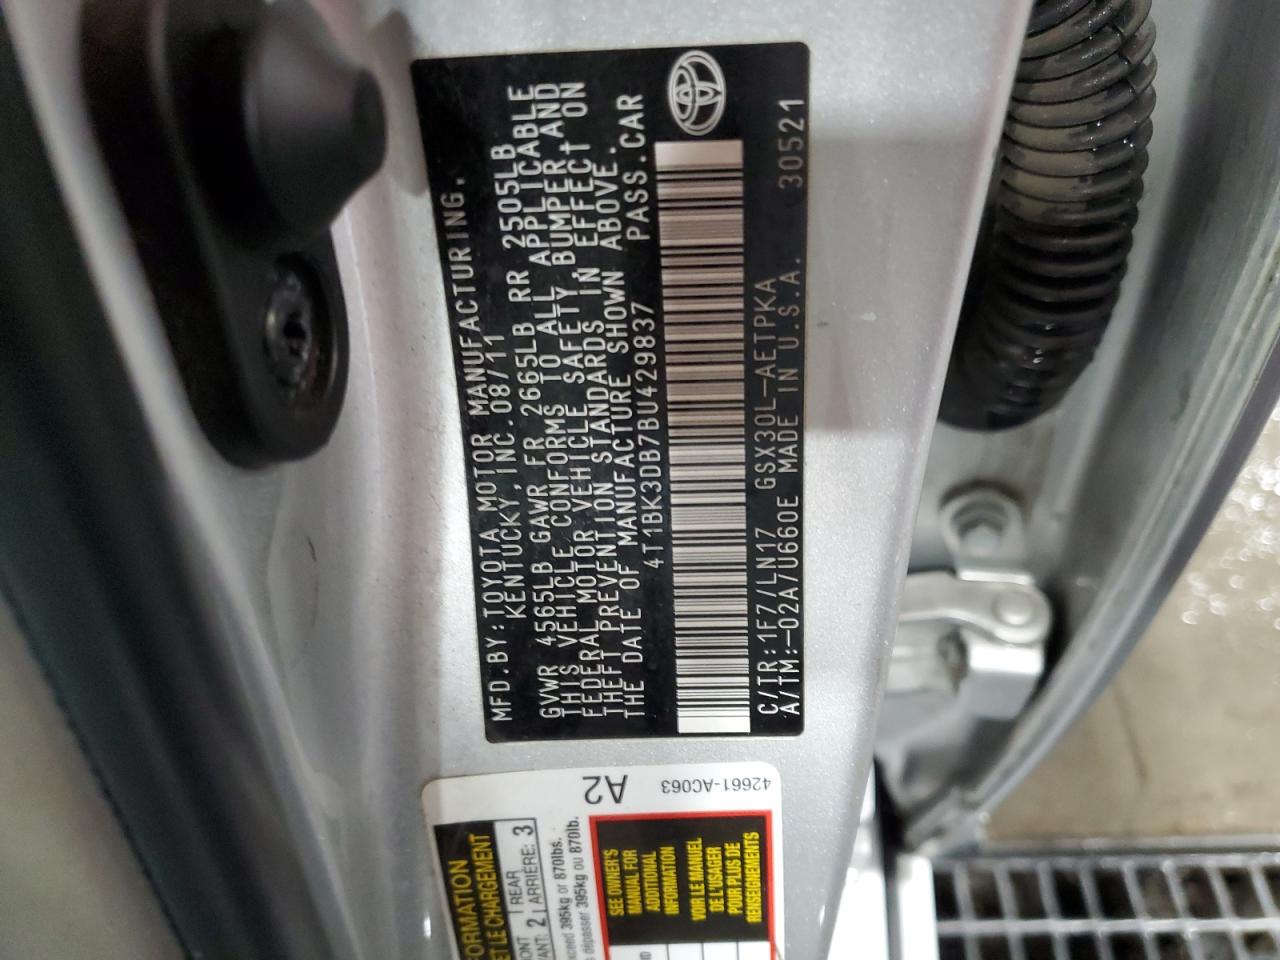 MFD.BY:TOYOTA MOTOR MANUFACTURING,
KENTUCKY,INC. 08/11
GVWR 4565LB GAWR FR 2665LB RR 2505LB
THIS VEHICLE CONFORMS TO ALL APPLICABLE
FEDERAL MOTOR VEHICLE SAFETY,BUMPER,AND
THEFT PREVENTION STANDARDS IN EFFECT ON
THE DATE OF MANUFACTURE SHOWN ABOVE.
4T1BK3DB7BU429837 PASS.CAR
C/TR:1F7/LN17 GSX30L-AETPKA
A/TM:-02A/U660E MADE IN U.S.A. 30521
A2
42661-AC063
ET LE CHARGEMENT
2 REAR
ARRIÈRE: 3
395kg or 870lbs.
395kg ou 870lb.
SEE OWNER'S
MANUAL FOR
ADDITIONAL
INFORMATION
VOIR LE MANUEL
DE L'USAGER
POUR PLUS DE
RENSEIGNEMENTS